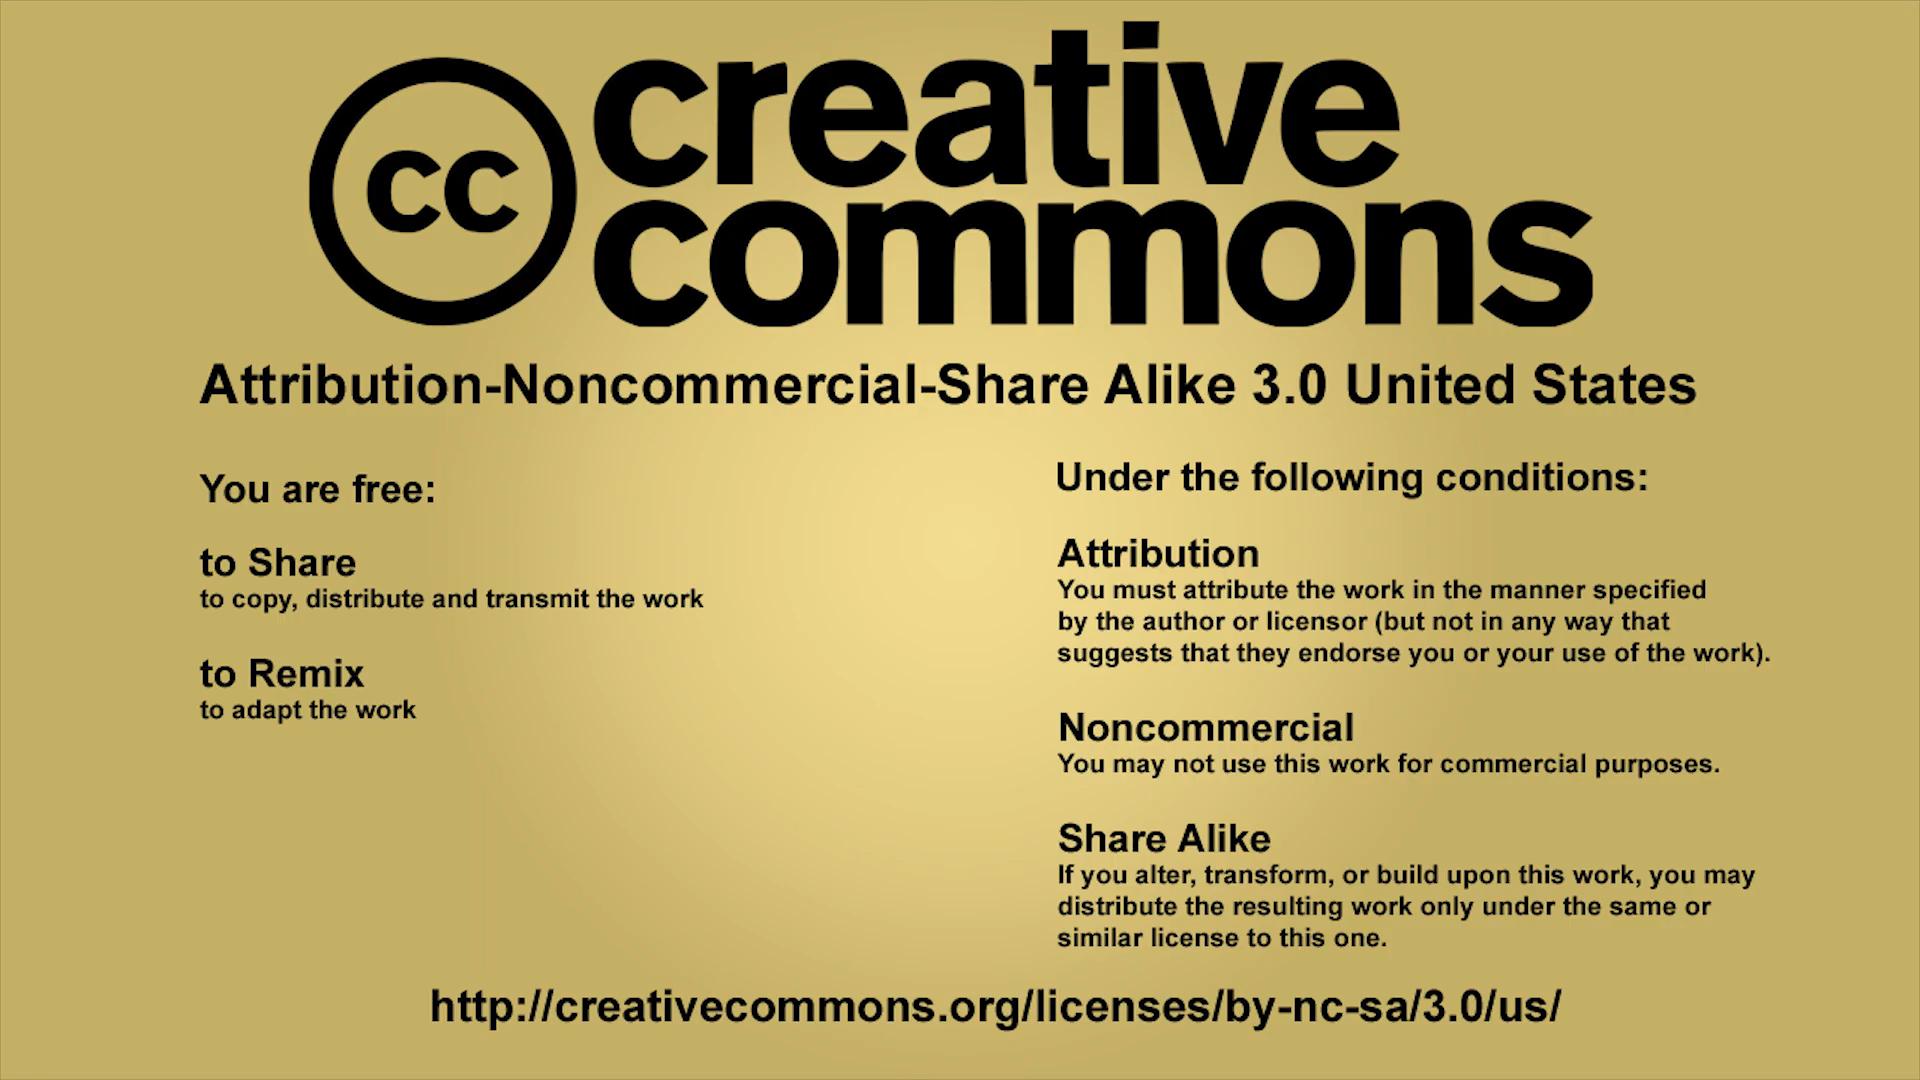 cc
creative
commons
Attribution-Noncommercial-Share Alike 3.0 United States
You are free:
to Share
to copy, distribute and transmit the work
to Remix
to adapt the work
Under the following conditions:
Attribution
You must attribute the work in the manner specified
by the author or licensor (but not in any way that
suggests that they endorse you or your use of the work).
Noncommercial
You may not use this work for commercial purposes.
Share Alike
If you alter, transform, or build upon this work, you may
distribute the resulting work only under the same or
similar license to this one.
http://creativecommons.org/licenses/by-nc-sa/3.0/us/